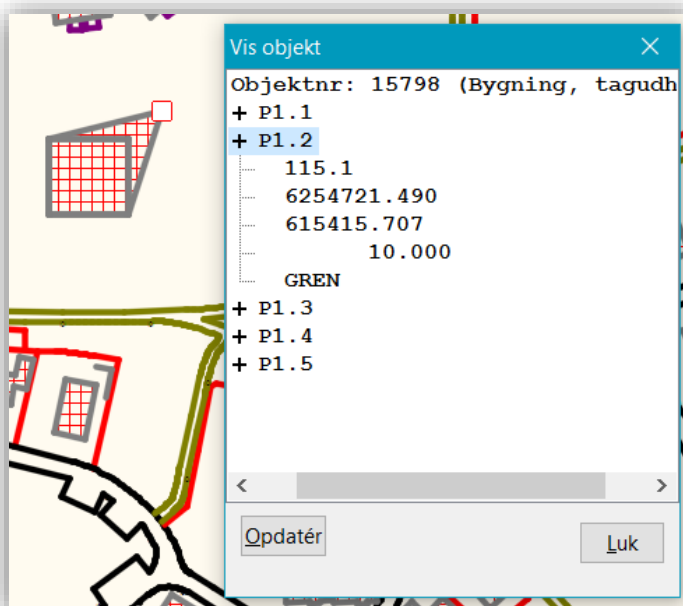 Vis objekt
Objektnr: 15798 (Bygning, tagudh
+ P1.1
+ P1.2
115.1
6254721.490
615415.707
10.000
GREN
+ P1.3
+ P1.4
+ P1.5
Opdatér
Luk